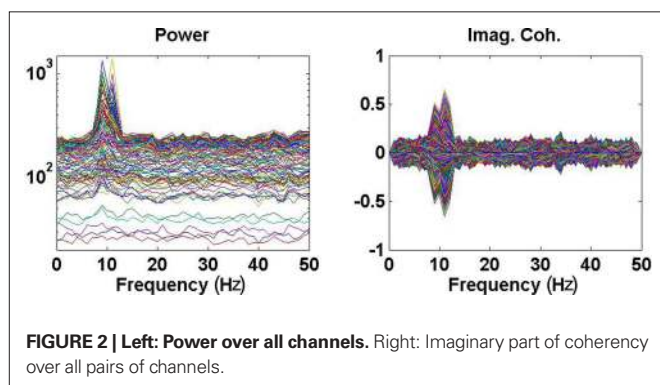 Power
10³
10²
0 10 20 30 40 50
Frequency (Hz)
Imag. Coh.
1
0.5
0
-0.5
-1
0 10 20 30 40 50
Frequency (Hz)
FIGURE 2 | Left: Power over all channels. Right: Imaginary part of coherency
over all pairs of channels.